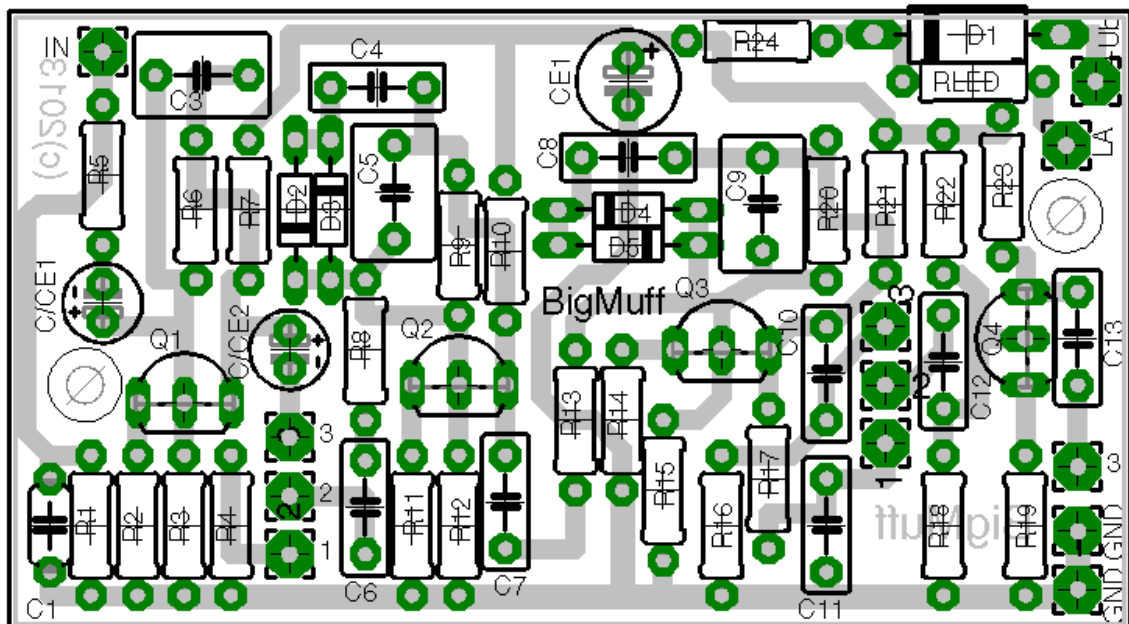 (c)2013
IN
C3
C4
CE1
R24
D1
+Ub
RLED
LA
R5
R6
R7
D2
D3
C5
R9
R10
C8
D4
D5
C9
R20
R21
R22
R23
C/CE1
Q1
C/CE2
R8
Q2
BigMuff
Q3
C10
3
2
1
C12
Q4
C13
R13
R14
R15
R16
R17
3
2
1
C1
R1
R2
R3
R4
C6
R11
R12
C7
C11
R18
R19
BigMuff
3
GND
GND